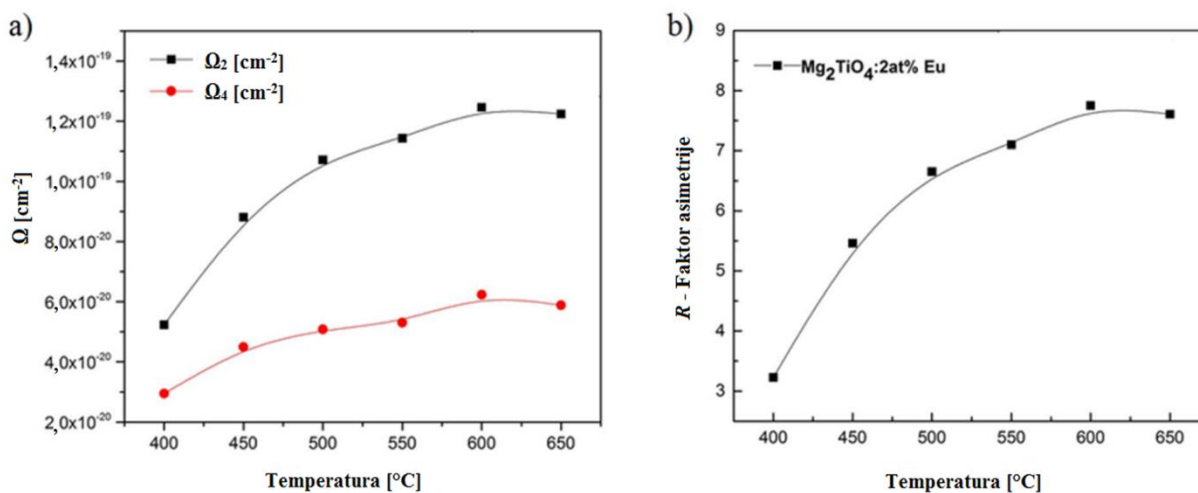 a)
Ω₂ [cm⁻²]
Ω₄ [cm⁻²]
1,4x10⁻¹⁹
1,2x10⁻¹⁹
1,0x10⁻¹⁹
8,0x10⁻²⁰
6,0x10⁻²⁰
4,0x10⁻²⁰
2,0x10⁻²⁰
Ω [cm⁻²]
400 450 500 550 600 650
Temperatura [°C]
b)
Mg₂TiO₄:2at% Eu
9
8
7
6
5
4
3
R - Faktor asimetrije
400 450 500 550 600 650
Temperatura [°C]